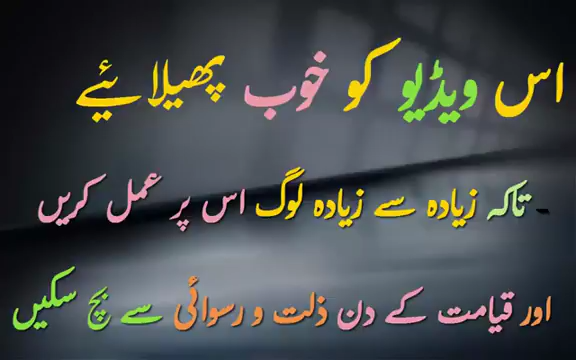 اس ویڈیو کو خوب پھیلائیے
تاکہ زیادہ سے زیادہ لوگ اس پر عمل کریں
اور قیامت کے دن ذلت و رسوائی سے بچ سکیں